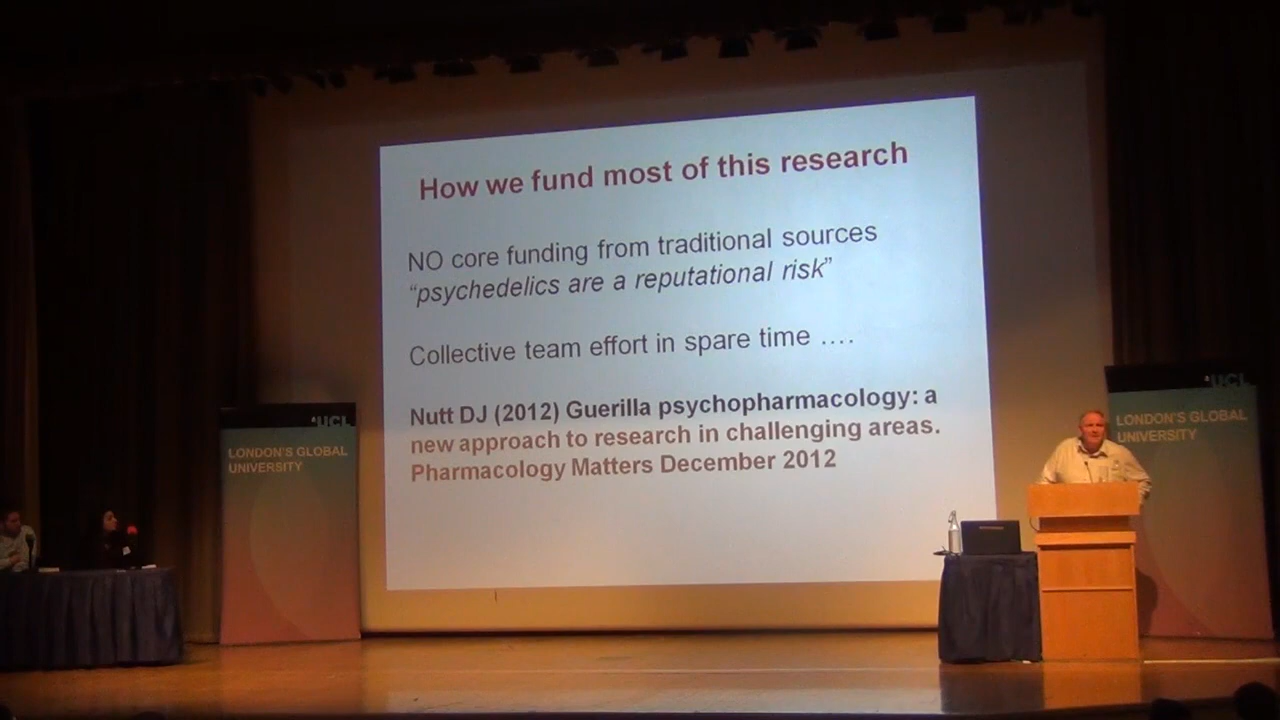 How we fund most of this research
NO core funding from traditional sources
“psychedelics are a reputational risk”
Collective team effort in spare time ....
Nutt DJ (2012) Guerilla psychopharmacology: a
new approach to research in challenging areas.
Pharmacology Matters December 2012
UCL
LONDON'S GLOBAL
UNIVERSITY
UCL
LONDON'S GLOBAL
UNIVERSITY